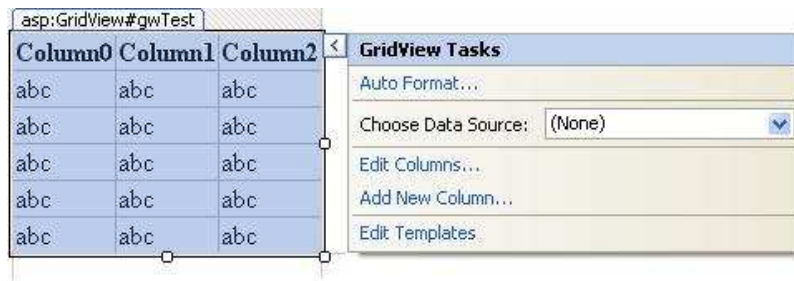 asp:GridView#gwTest
Column0 Column1 Column2
abc abc abc
abc abc abc
abc abc abc
abc abc abc
abc abc abc
GridView Tasks
Auto Format...
Choose Data Source: (None)
Edit Columns...
Add New Column...
Edit Templates